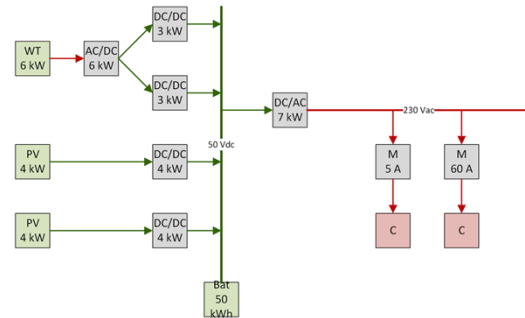 DC/DC
3 kW
WT
6 kW
AC/DC
6 kW
DC/DC
3 kW
DC/AC
7 kW
230 Vac
50 Vdc
PV
4 kW
DC/DC
4 kW
M
5 A
M
60 A
PV
4 kW
DC/DC
4 kW
C
C
Bat
50
kWh